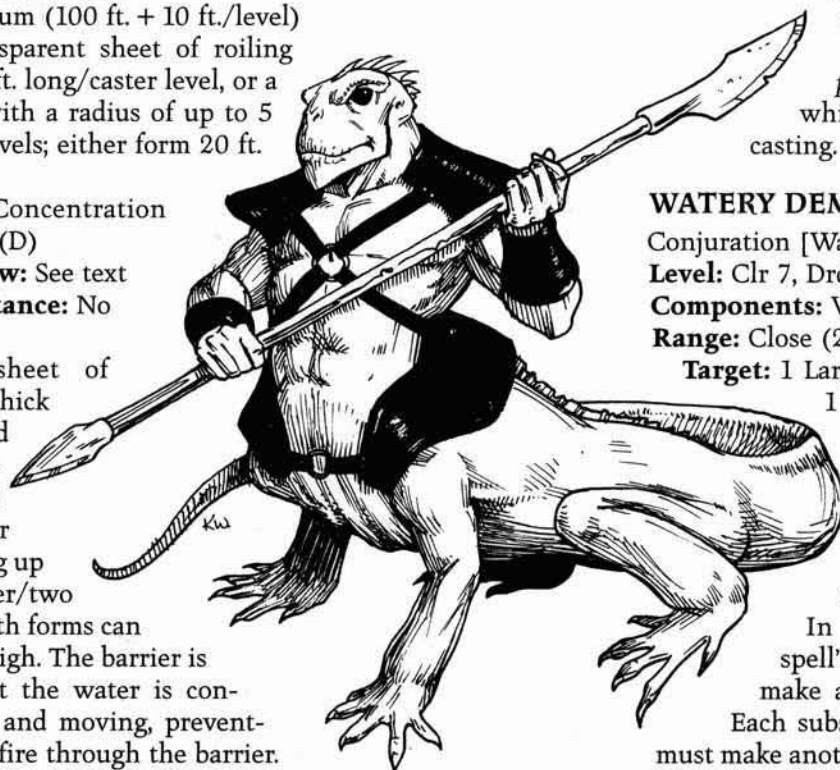 um (100 ft. + 10 ft./level)
sparent sheet of roiling
ft. long/caster level, or a
with a radius of up to 5
vels; either form 20 ft.
Concentration
(D)
w: See text
tance: No
sheet of
hick
d
r
g up
er/two
th forms can
igh. The barrier is
t the water is con-
and moving, prevent-
fire through the barrier.
KW
whi
casting.
WATERY DEM
Conjuration [Wa
Level: Clr 7, Dr
Components: V
Range: Close (2
Target: 1 Lar
1
In
spell'
make a
Each subs
must make anot